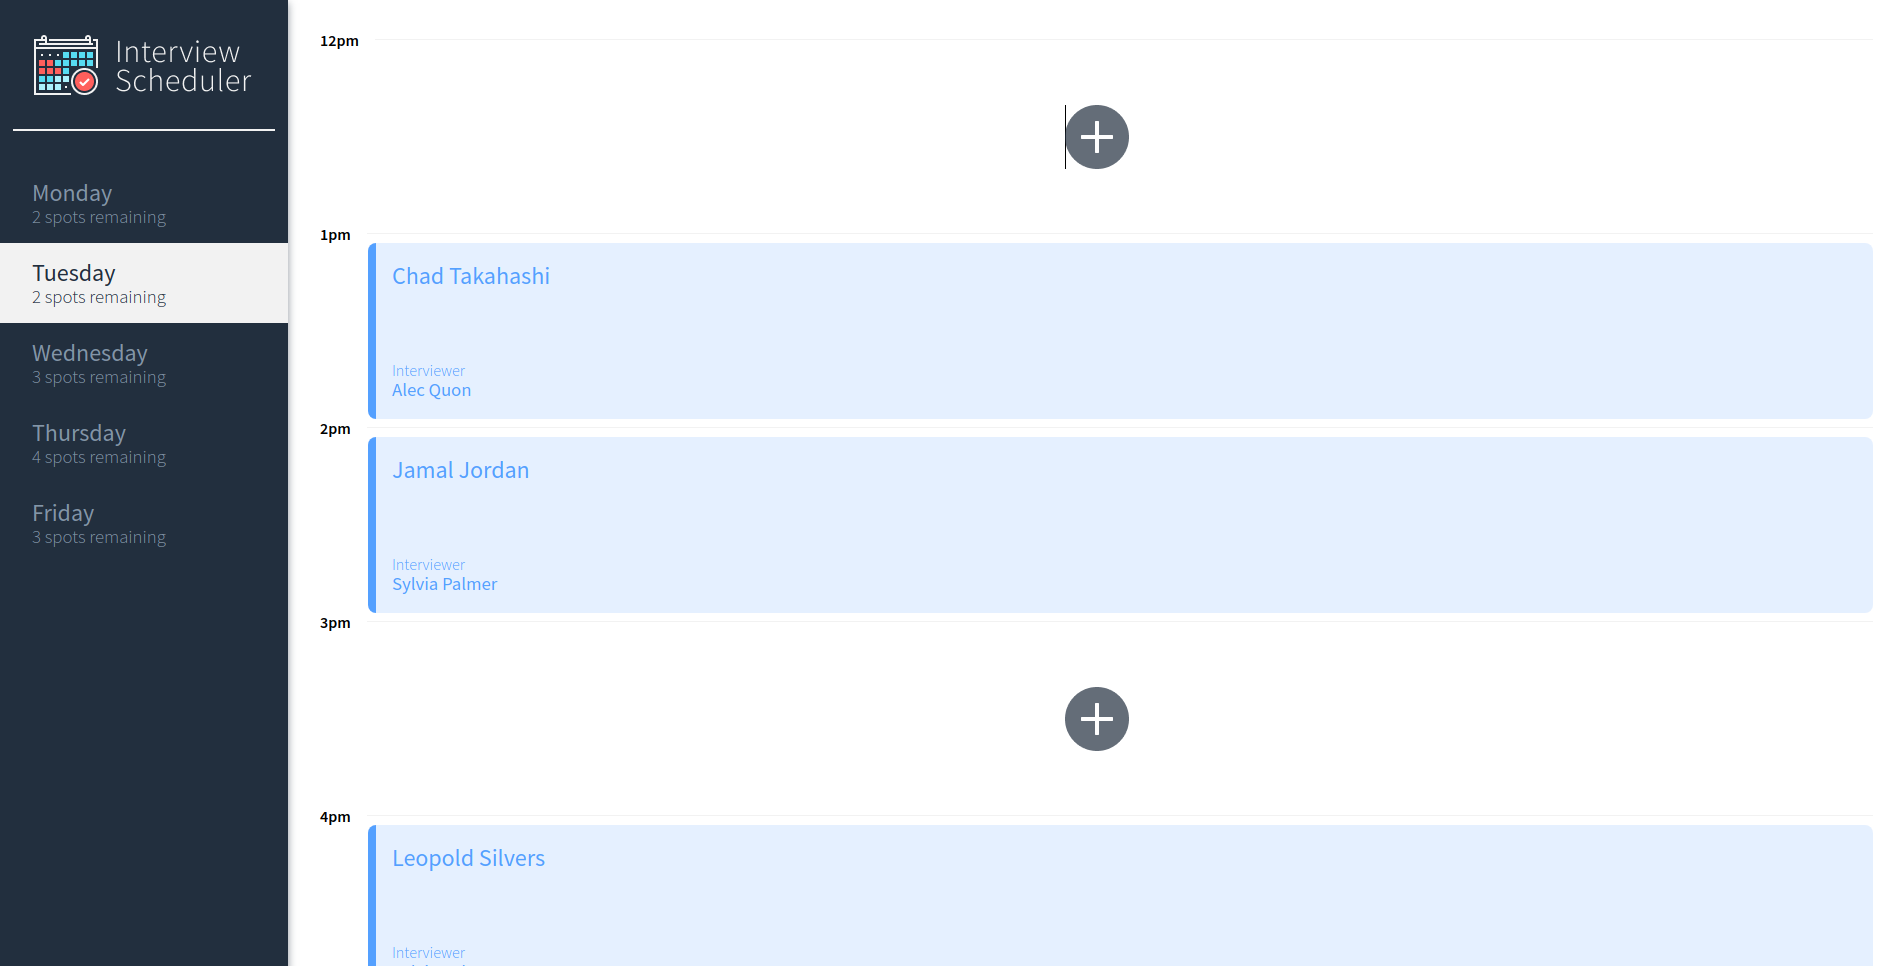 Interview
Scheduler
Monday
2 spots remaining
Tuesday
2 spots remaining
Wednesday
3 spots remaining
Thursday
4 spots remaining
Friday
3 spots remaining
12pm
1pm
Chad Takahashi
Interviewer
Alec Quon
2pm
Jamal Jordan
Interviewer
Sylvia Palmer
3pm
4pm
Leopold Silvers
Interviewer